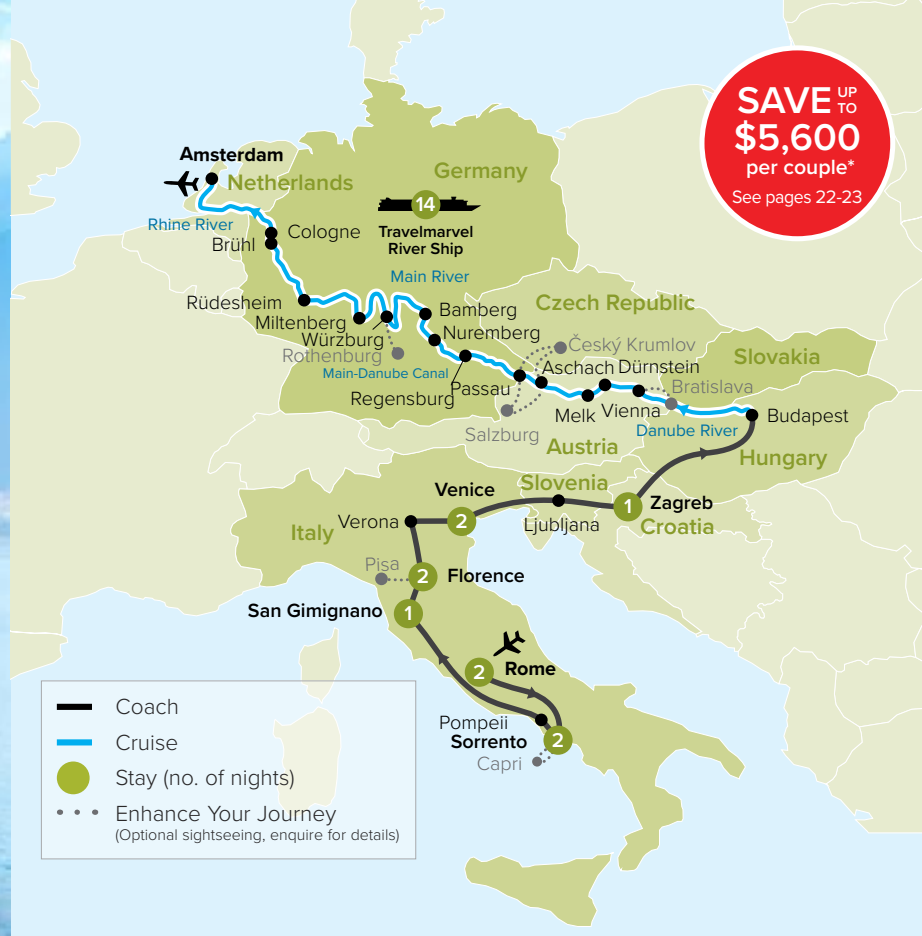 SAVE UP TO
$5,600
per couple*
See pages 22-23
Amsterdam
Netherlands
Germany
14
Travelmarvel
River Ship
Rhine River
Cologne
Brühl
Main River
Rüdesheim
Miltenberg
Würzburg
Rothenburg
Bamberg
Nuremberg
Czech Republic
Main-Danube Canal
Regensburg
Passau
Český Krumlov
Aschach
Dürnstein
Slovakia
Bratislava
Salzburg
Melk
Vienna
Danube River
Budapest
Austria
Hungary
Slovenia
Venice
2
Ljubljana
1
Zagreb
Croatia
Italy
Verona
Pisa
2
Florence
San Gimignano
1
2
Rome
Pompeii
Sorrento
2
Capri
Coach
Cruise
Stay (no. of nights)
Enhance Your Journey
(Optional sightseeing, enquire for details)